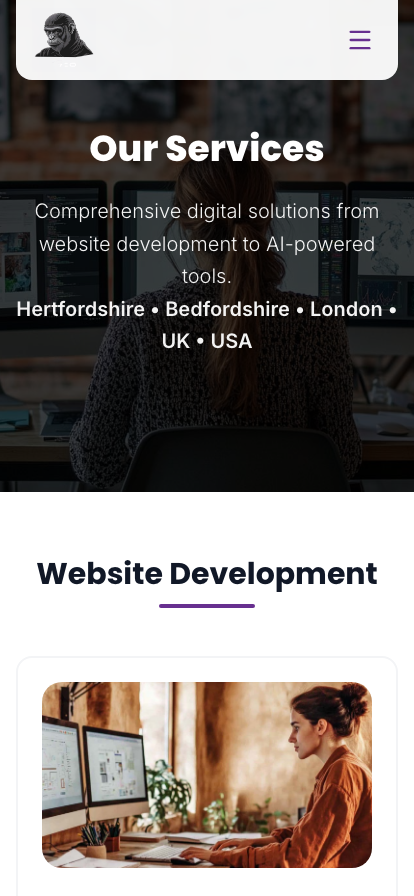 Our Services
Comprehensive digital solutions from
website development to AI-powered
tools.
Hertfordshire • Bedfordshire • London •
UK • USA
Website Development